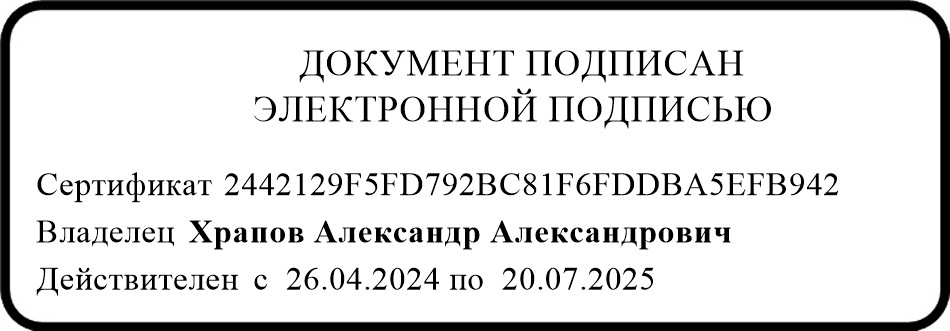 ДОКУМЕНТ ПОДПИСАН
ЭЛЕКТРОННОЙ ПОДПИСЬЮ
Сертификат 2442129F5FD792BC81F6FDDBA5EFB942
Владелец Храпов Александр Александрович
Действителен с 26.04.2024 по 20.07.2025